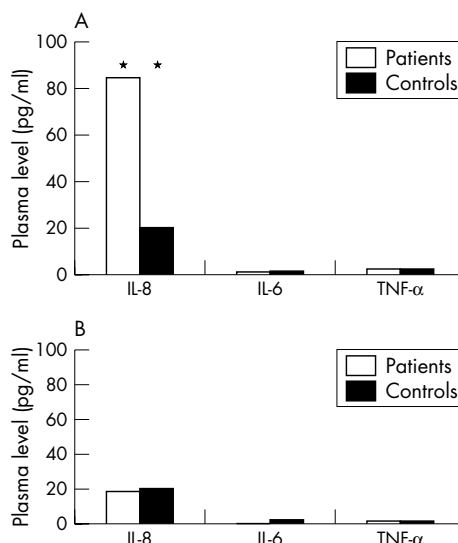 A
100
80
60
40
20
0
Plasma level (pg/ml)
★ ★
Patients
Controls
IL-8 IL-6 TNF-α
B
100
80
60
40
20
0
Plasma level (pg/ml)
Patients
Controls
IL-8 IL-6 TNF-α